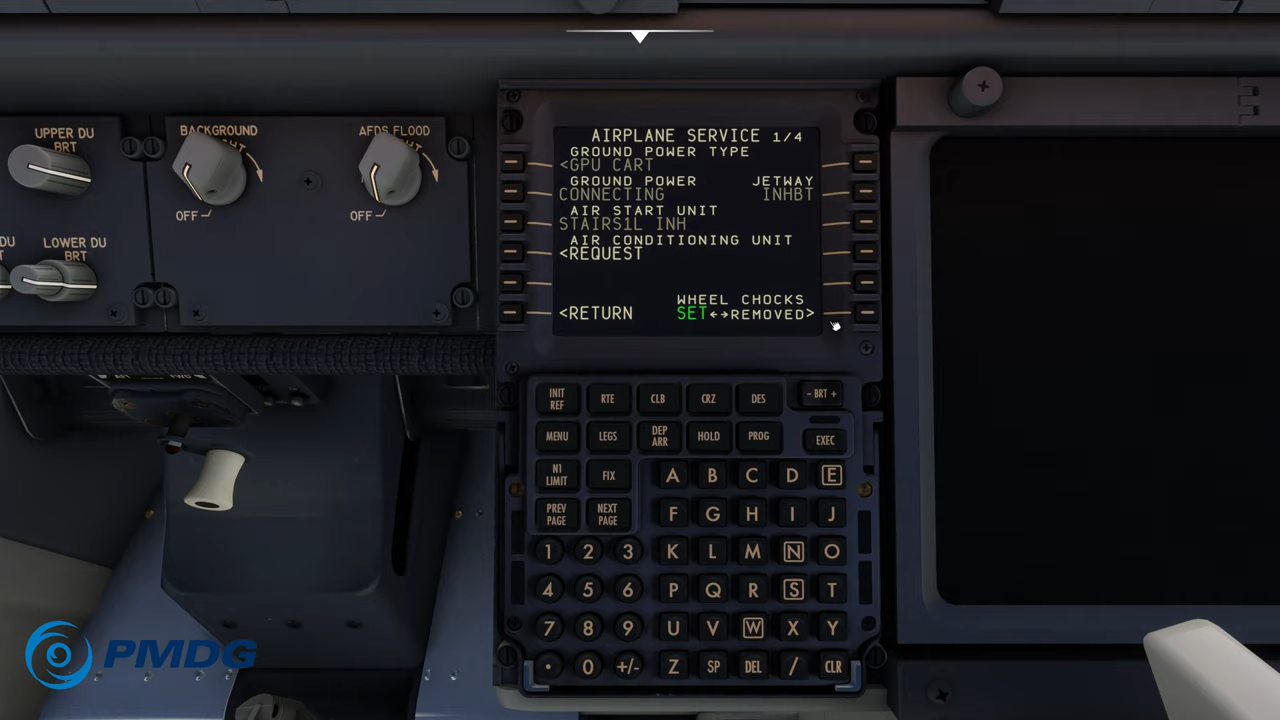 UPPER DU
BRT
BACKGROUND
AFDS FLOOD
OFF
OFF
LOWER DU
BRT
DU
AIRPLANE SERVICE 1/4
GROUND POWER TYPE
<GPU CART
GROUND POWER JETWAY
CONNECTING INHBT
AIR START UNIT
STAIRS1L INH
AIR CONDITIONING UNIT
<REQUEST
WHEEL CHOCKS
<RETURN SET←→REMOVED>
INIT REF RTE CLB CRZ DES - BRT +
MENU LEGS DEP ARR HOLD PROG EXEC
N1 LIMIT FIX A B C D E
PREV PAGE NEXT PAGE F G H I J
1 2 3 K L M N O
4 5 6 P Q R S T
7 8 9 U V W X Y
. 0 +/- Z SP DEL / CLR
PMDG